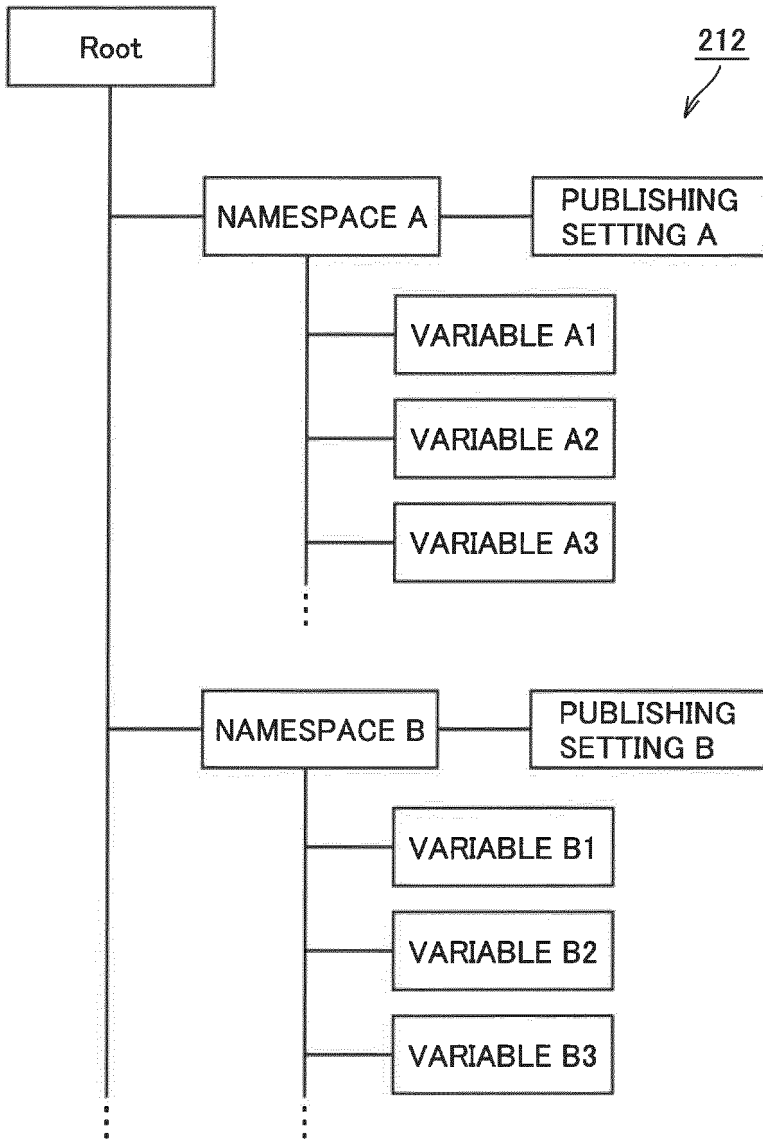 Root
212
NAMESPACE A
PUBLISHING
SETTING A
VARIABLE A1
VARIABLE A2
VARIABLE A3
NAMESPACE B
PUBLISHING
SETTING B
VARIABLE B1
VARIABLE B2
VARIABLE B3